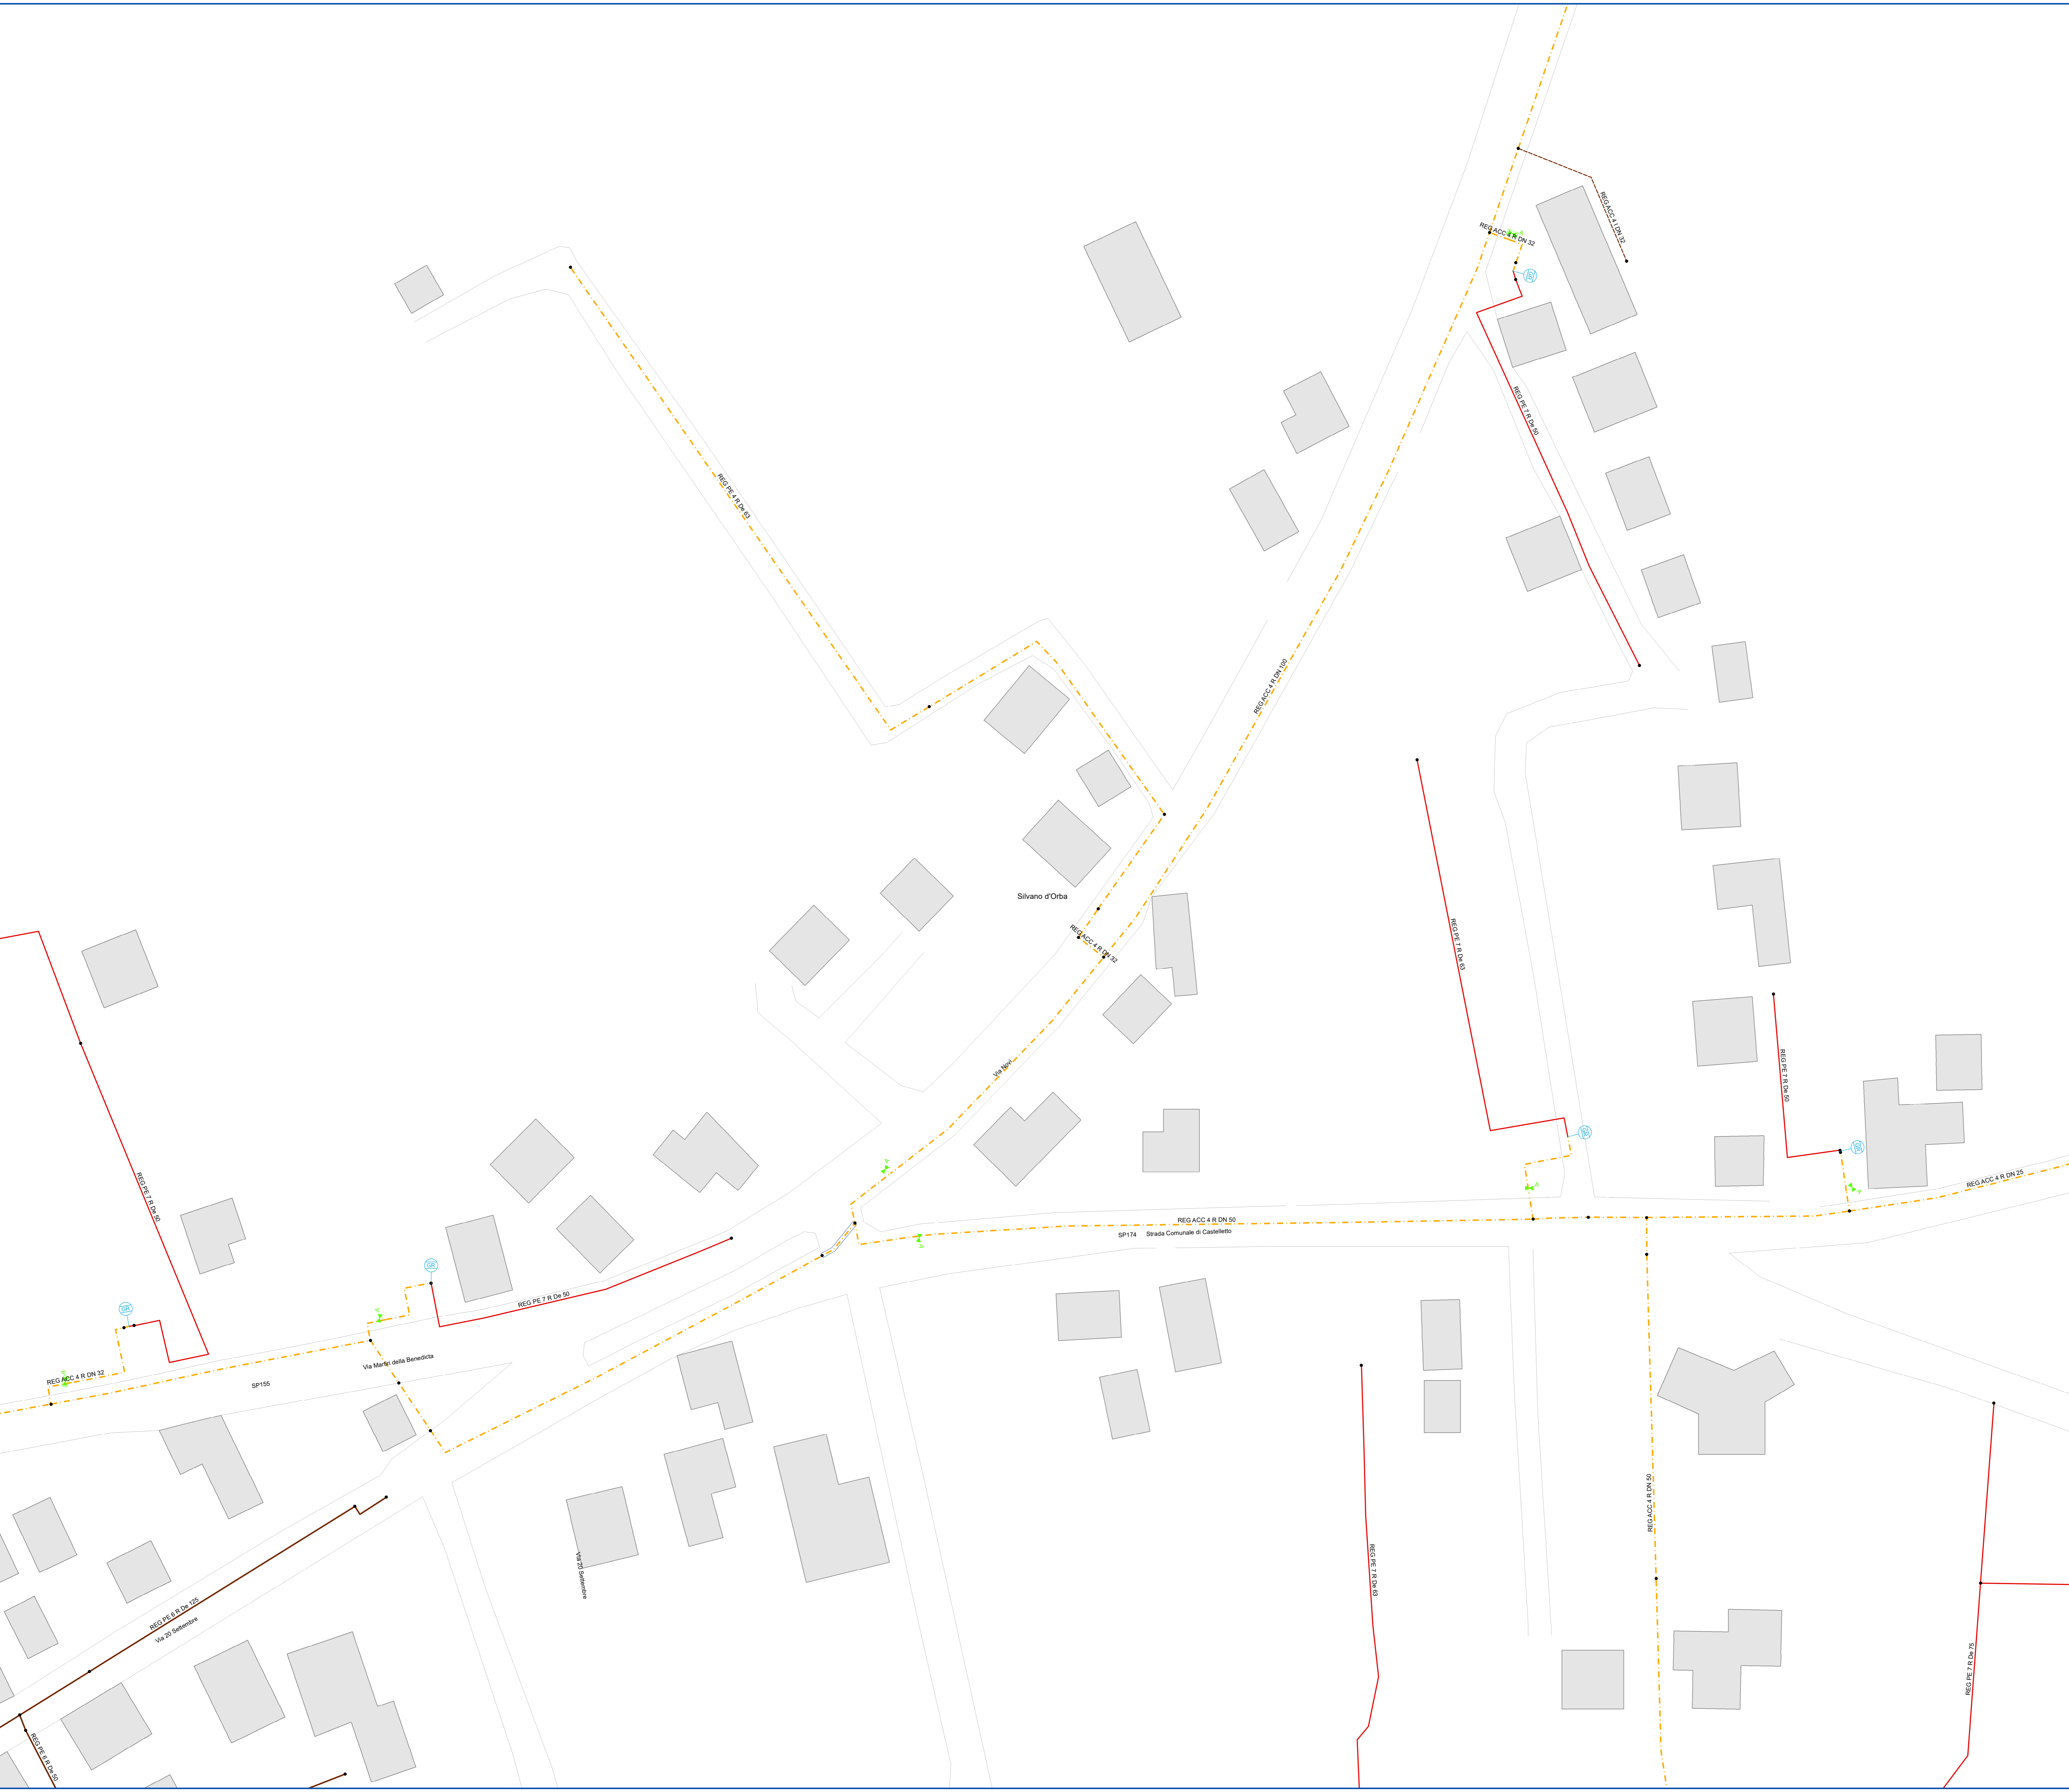 REG ACC 4 I DN 32
REG ACC 4 R DN 32
REG PE 7 R De 50
REG PE 4 R De 63
REG ACC 4 R DN 100
Silvano d'Orba
REG ACC 4 R DN 32
REG PE 7 R De 63
REG PE 7 R De 50
Via Novi
REG PE 7 R De 50
REG ACC 4 R DN 25
REG ACC 4 R DN 50
SP174 Strada Comunale di Castelletto
GR
REG PE 7 R De 50
GR
Via Martiri della Benedicta
REG ACC 4 R DN 32
SP155
REG ACC 4 R DN 50
Via 20 Settembre
REG PE 7 R De 63
REG PE 6 R De 125
Via 20 Settembre
REG PE 7 R De 75
REG PE 6 R De 50